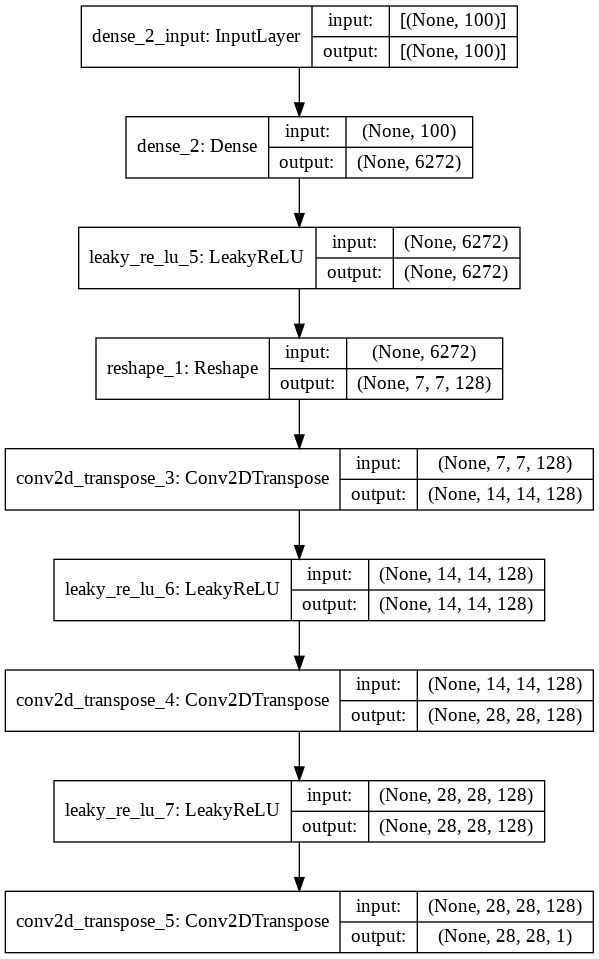 dense_2_input: InputLayer
input: [(None, 100)]
output: [(None, 100)]
dense_2: Dense
input: (None, 100)
output: (None, 6272)
leaky_re_lu_5: LeakyReLU
input: (None, 6272)
output: (None, 6272)
reshape_1: Reshape
input: (None, 6272)
output: (None, 7, 7, 128)
conv2d_transpose_3: Conv2DTranspose
input: (None, 7, 7, 128)
output: (None, 14, 14, 128)
leaky_re_lu_6: LeakyReLU
input: (None, 14, 14, 128)
output: (None, 14, 14, 128)
conv2d_transpose_4: Conv2DTranspose
input: (None, 14, 14, 128)
output: (None, 28, 28, 128)
leaky_re_lu_7: LeakyReLU
input: (None, 28, 28, 128)
output: (None, 28, 28, 128)
conv2d_transpose_5: Conv2DTranspose
input: (None, 28, 28, 128)
output: (None, 28, 28, 1)